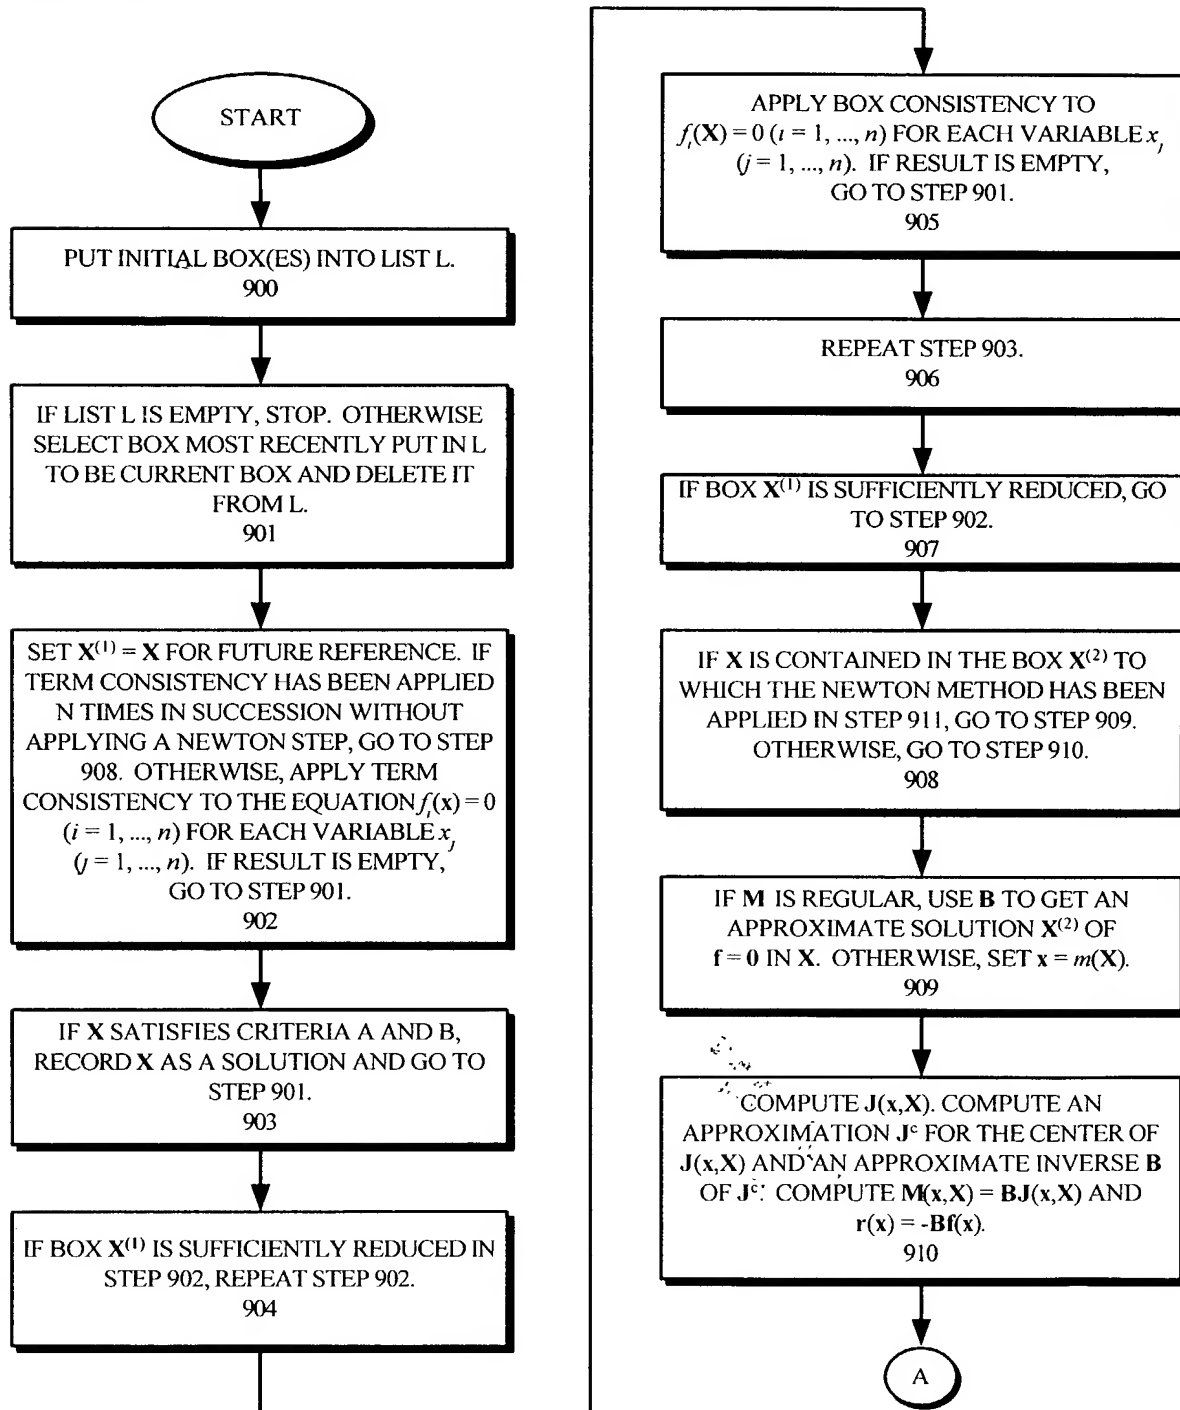 START
PUT INITIAL BOX(ES) INTO LIST L.
900
IF LIST L IS EMPTY, STOP. OTHERWISE
SELECT BOX MOST RECENTLY PUT IN L
TO BE CURRENT BOX AND DELETE IT
FROM L.
901
SET X⁽¹⁾ = X FOR FUTURE REFERENCE. IF
TERM CONSISTENCY HAS BEEN APPLIED
N TIMES IN SUCCESSION WITHOUT
APPLYING A NEWTON STEP, GO TO STEP
908. OTHERWISE, APPLY TERM
CONSISTENCY TO THE EQUATION fᵢ(x) = 0
(i = 1, ..., n) FOR EACH VARIABLE xⱼ
(j = 1, ..., n). IF RESULT IS EMPTY,
GO TO STEP 901.
902
IF X SATISFIES CRITERIA A AND B,
RECORD X AS A SOLUTION AND GO TO
STEP 901.
903
IF BOX X⁽¹⁾ IS SUFFICIENTLY REDUCED IN
STEP 902, REPEAT STEP 902.
904
APPLY BOX CONSISTENCY TO
fᵢ(X) = 0 (i = 1, ..., n) FOR EACH VARIABLE xⱼ
(j = 1, ..., n). IF RESULT IS EMPTY,
GO TO STEP 901.
905
REPEAT STEP 903.
906
IF BOX X⁽¹⁾ IS SUFFICIENTLY REDUCED, GO
TO STEP 902.
907
IF X IS CONTAINED IN THE BOX X⁽²⁾ TO
WHICH THE NEWTON METHOD HAS BEEN
APPLIED IN STEP 911, GO TO STEP 909.
OTHERWISE, GO TO STEP 910.
908
IF M IS REGULAR, USE B TO GET AN
APPROXIMATE SOLUTION X⁽²⁾ OF
f = 0 IN X. OTHERWISE, SET x = m(X).
909
COMPUTE J(x,X). COMPUTE AN
APPROXIMATION Jᶜ FOR THE CENTER OF
J(x,X) AND AN APPROXIMATE INVERSE B
OF Jᶜ. COMPUTE M(x,X) = BJ(x,X) AND
r(x) = -Bf(x).
910
A